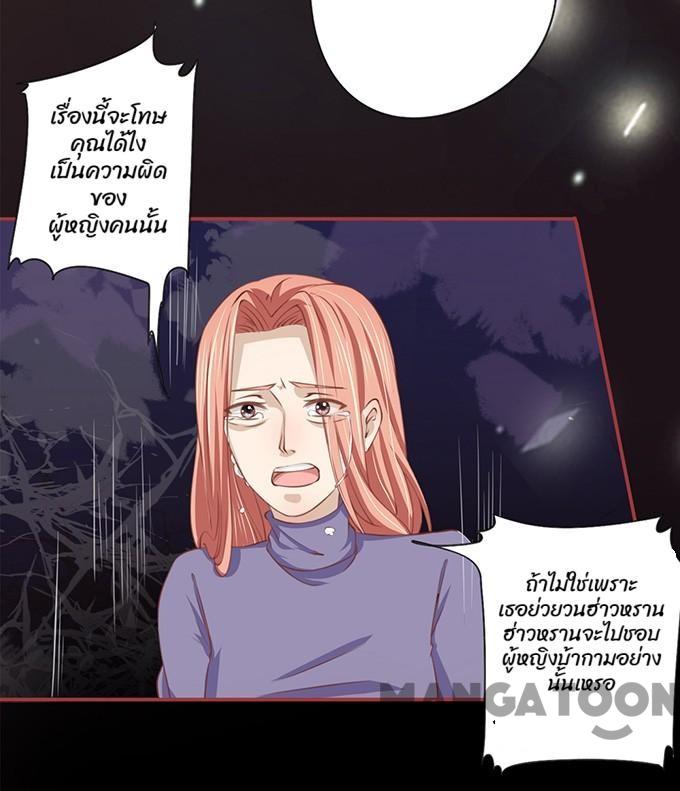 เรื่องนี้จะโทษ
คุณได้ไง
เป็นความผิด
ของ
ผู้หญิงคนนั้น
ถ้าไม่ใช่เพราะ
เธอย่วยวนฮ่าวหราน
ฮ่าวหรานจะไปชอบ
ผู้หญิงบ้ากามอย่าง
นั้นเหรอ
MANGATOON